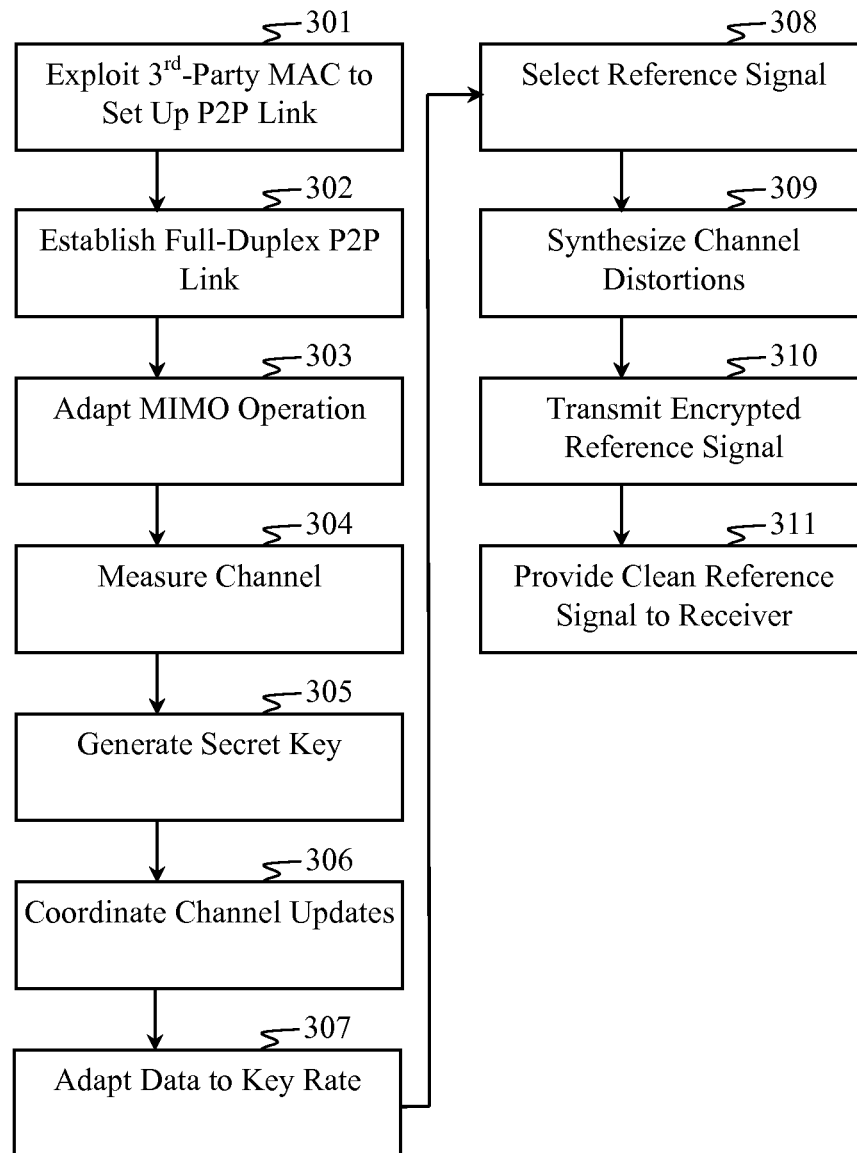 301
Exploit 3rd-Party MAC to
Set Up P2P Link
302
Establish Full-Duplex P2P
Link
303
Adapt MIMO Operation
304
Measure Channel
305
Generate Secret Key
306
Coordinate Channel Updates
307
Adapt Data to Key Rate
308
Select Reference Signal
309
Synthesize Channel
Distortions
310
Transmit Encrypted
Reference Signal
311
Provide Clean Reference
Signal to Receiver